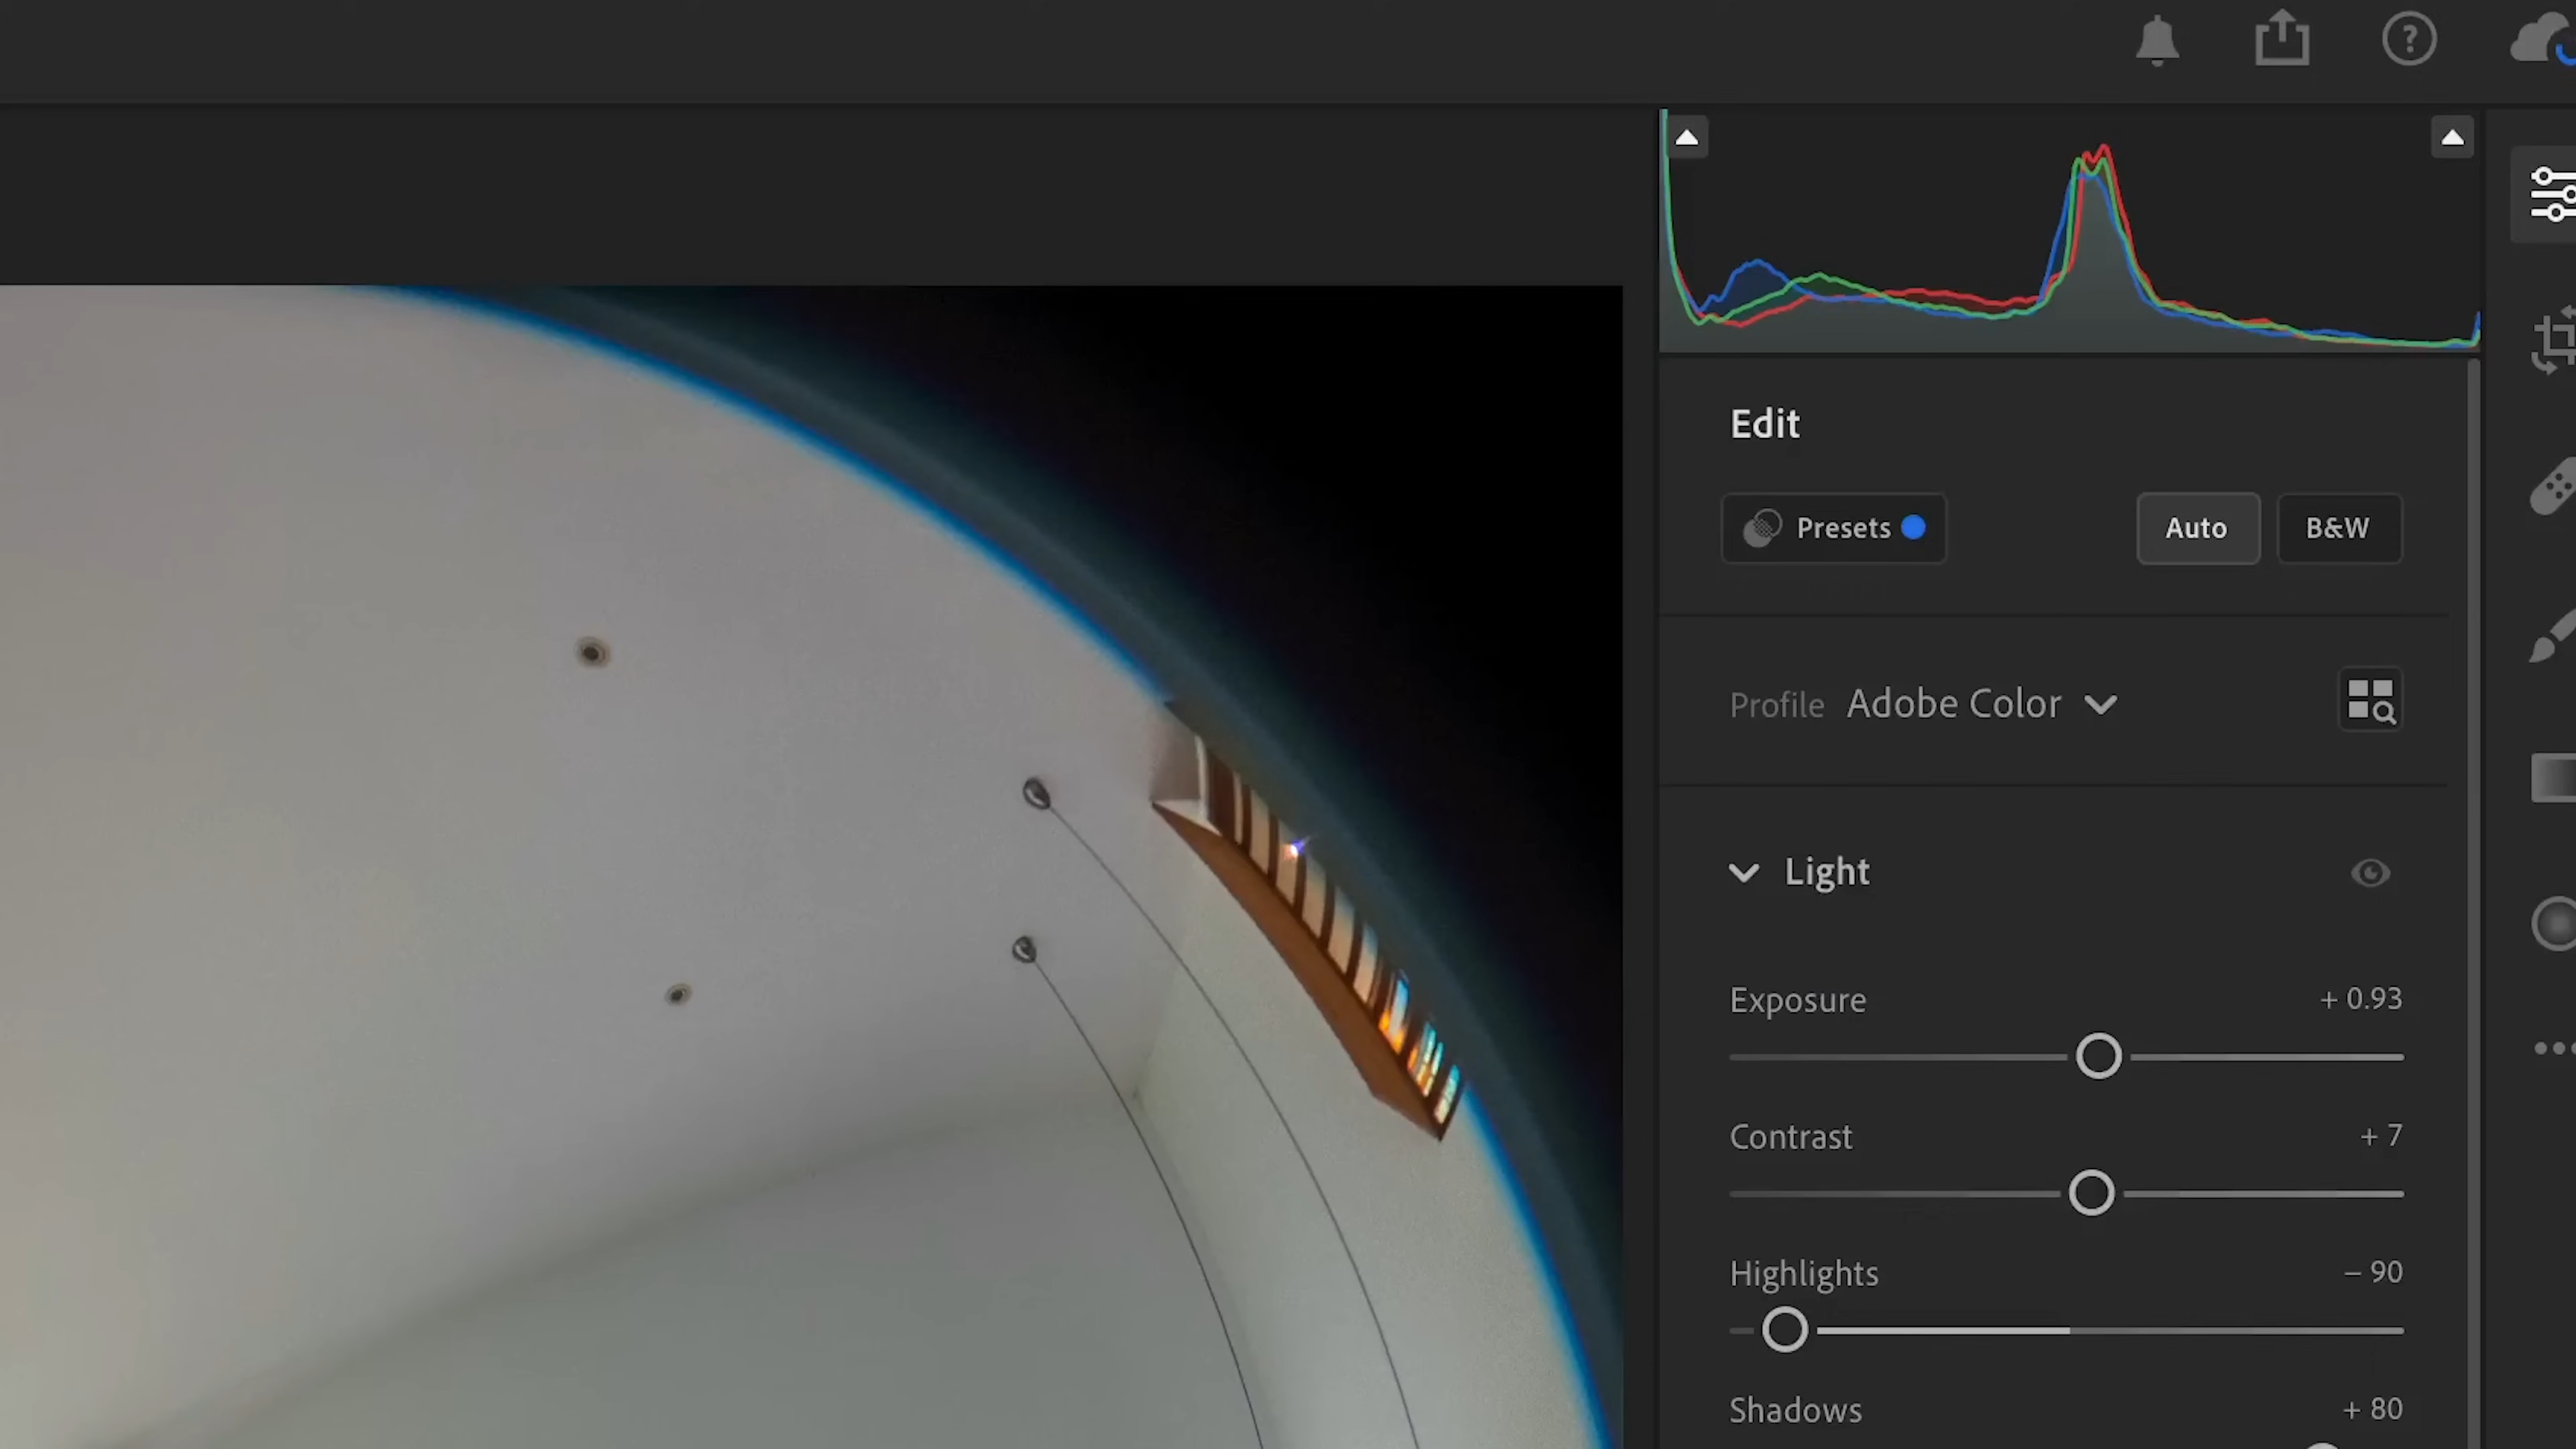 ?
Edit
Presets Auto B&W
Profile Adobe Color
Light
Exposure + 0.93
Contrast + 7
Highlights – 90
Shadows + 80